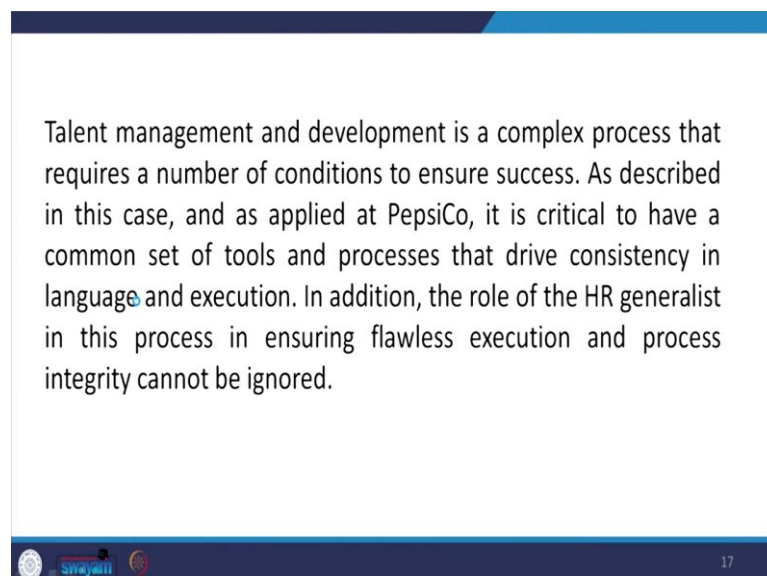 Talent management and development is a complex process that
requires a number of conditions to ensure success. As described
in this case, and as applied at PepsiCo, it is critical to have a
common set of tools and processes that drive consistency in
language and execution. In addition, the role of the HR generalist
in this process in ensuring flawless execution and process
integrity cannot be ignored.
swayam
17